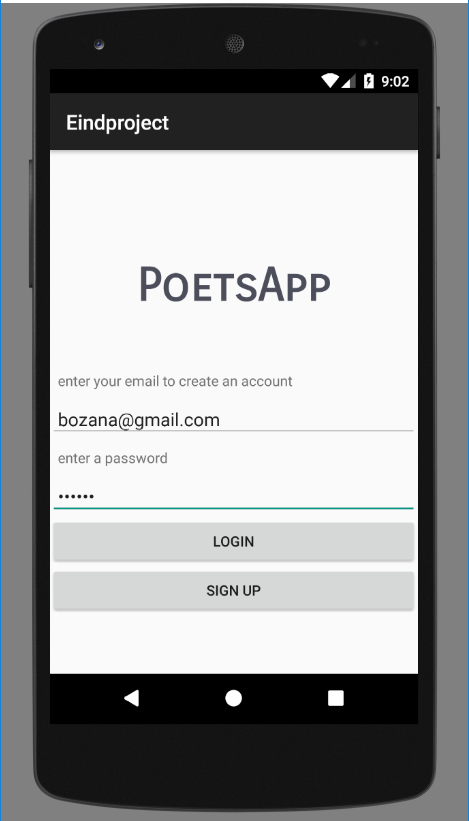 9:02
Eindproject
PoetsApp
enter your email to create an account
bozana@gmail.com
enter a password
••••••
LOGIN
SIGN UP